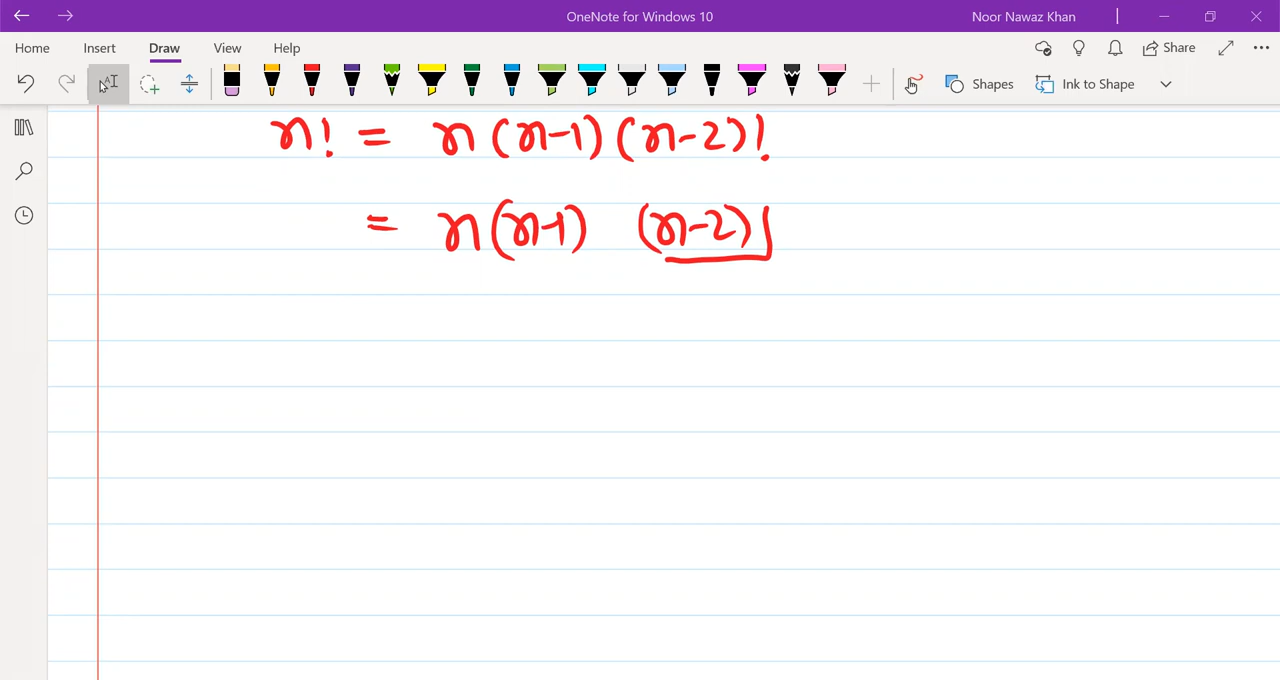 OneNote for Windows 10
Noor Nawaz Khan
Home Insert Draw View Help
Share
Shapes
Ink to Shape
n! = n(n-1)(n-2)!
= n(n-1) (n-2)⌋